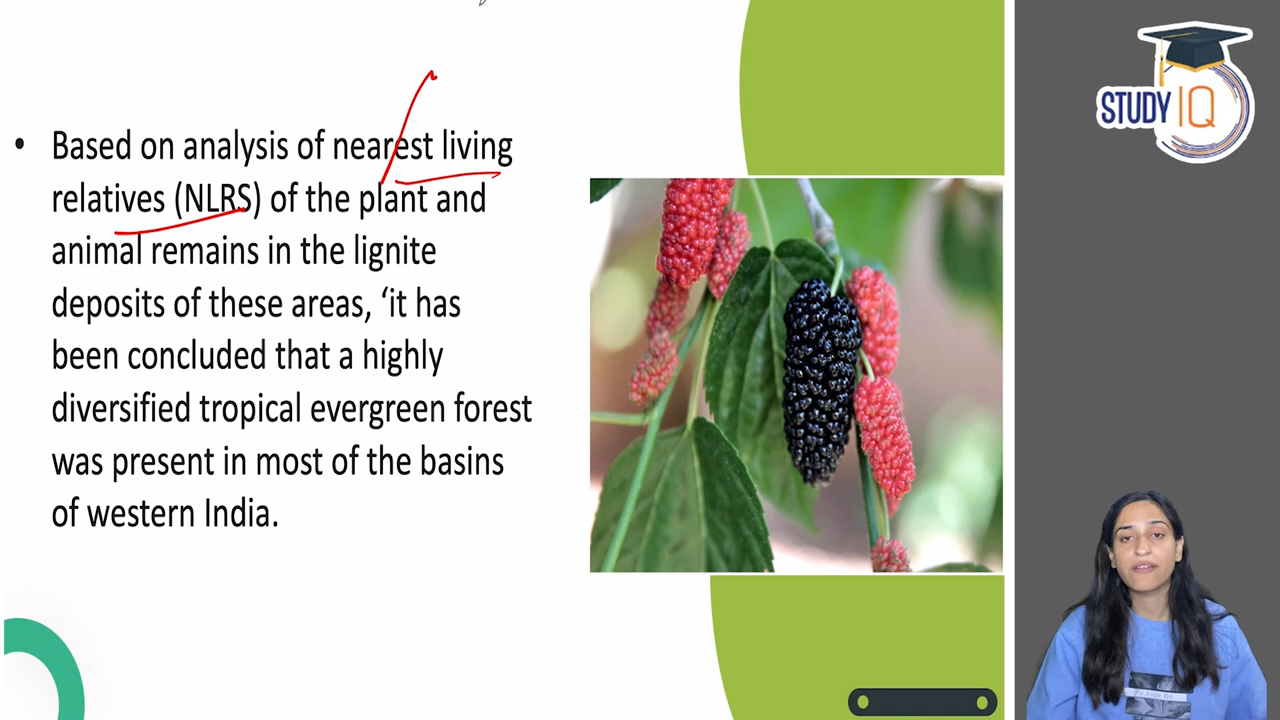 • Based on analysis of nearest living
relatives (NLRS) of the plant and
animal remains in the lignite
deposits of these areas, ‘it has
been concluded that a highly
diversified tropical evergreen forest
was present in most of the basins
of western India.
STUDY IQ